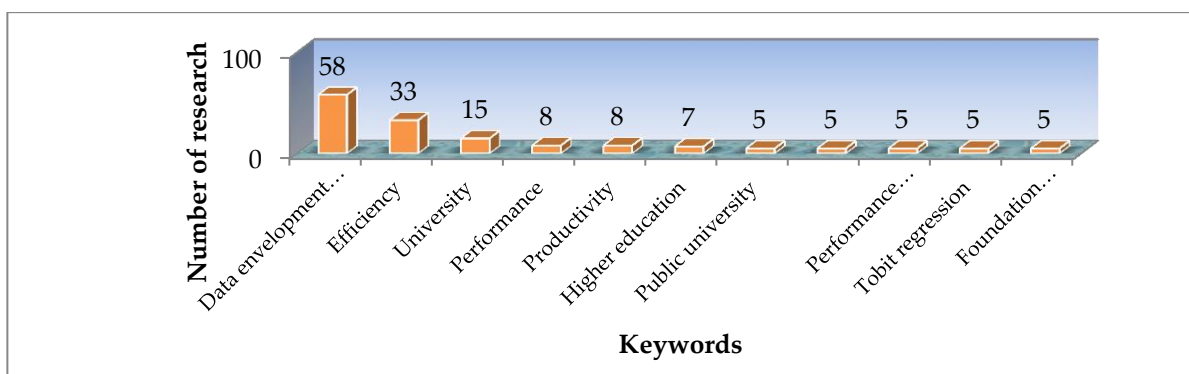 Number of research
100
0
58
33
15
8
8
7
5
5
5
5
5
Data envelopment…
Efficiency
University
Performance
Productivity
Higher education
Public university
Performance…
Tobit regression
Foundation…
Keywords